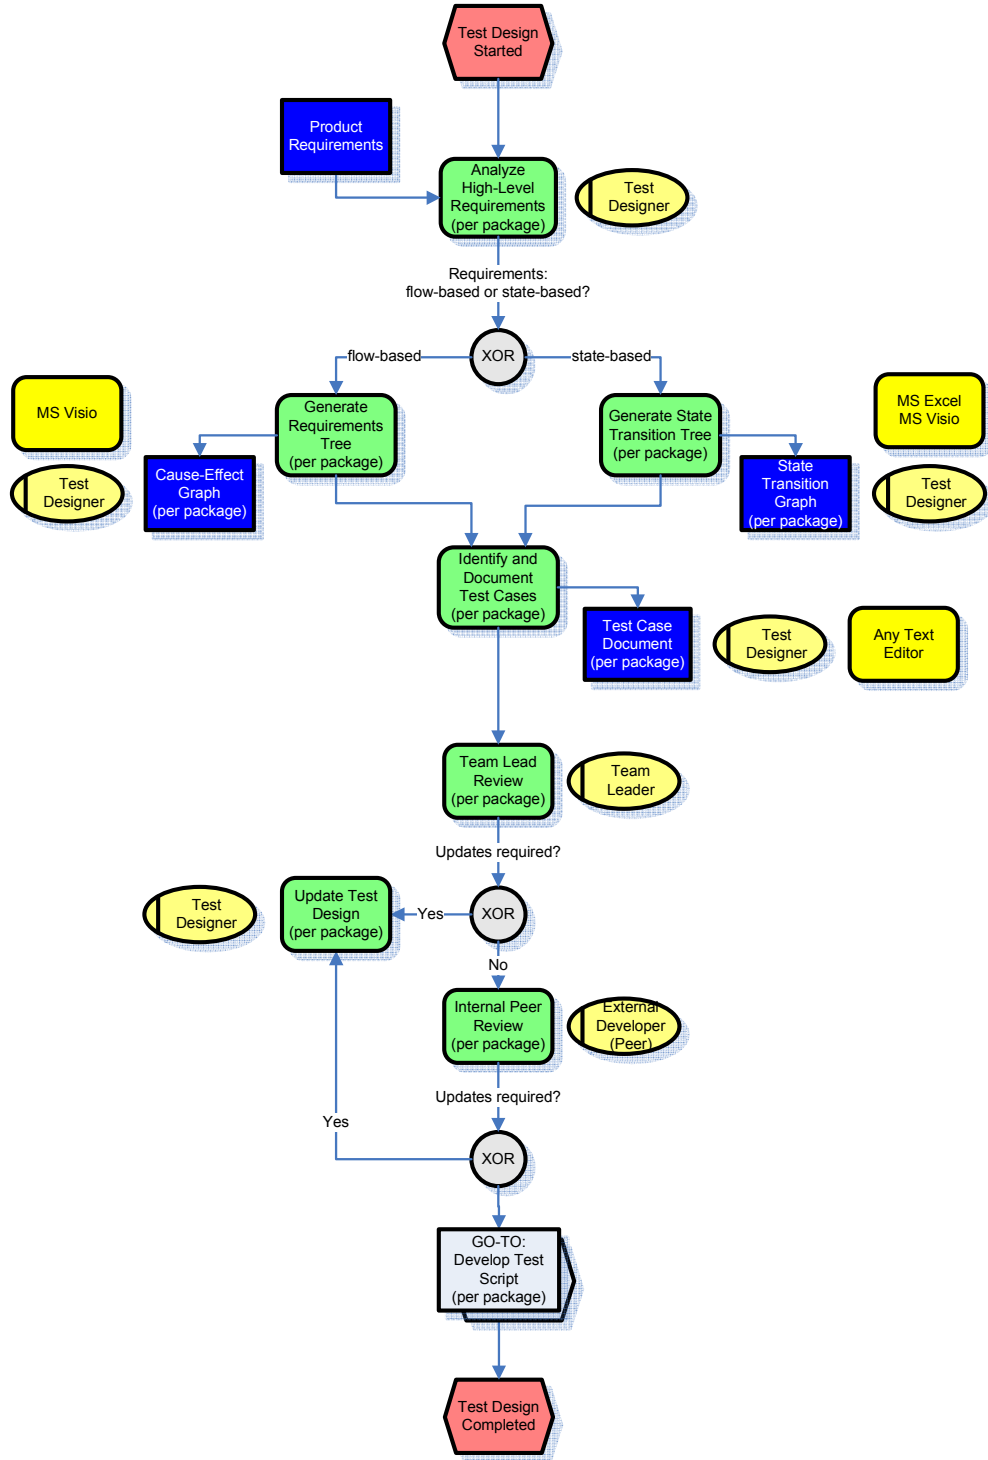 Test Design
Started
Product
Requirements
Analyze
High-Level
Requirements
(per package)
Test
Designer
Requirements:
flow-based or state-based?
XOR
flow-based
state-based
MS Visio
Generate
Requirements
Tree
(per package)
Generate State
Transition Tree
(per package)
MS Excel
MS Visio
Test
Designer
Cause-Effect
Graph
(per package)
State
Transition
Graph
(per package)
Test
Designer
Identify and
Document
Test Cases
(per package)
Test Case
Document
(per package)
Test
Designer
Any Text
Editor
Team Lead
Review
(per package)
Team
Leader
Updates required?
Test
Designer
Update Test
Design
(per package)
Yes
XOR
No
Internal Peer
Review
(per package)
External
Developer
(Peer)
Updates required?
Yes
XOR
GO-TO:
Develop Test
Script
(per package)
Test Design
Completed